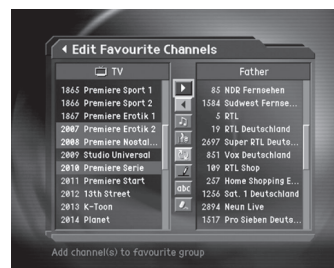 Edit Favourite Channels
TV
1865 Premiere Sport 1
1866 Premiere Sport 2
1867 Premiere Erotik 1
2007 Premiere Erotik 2
2008 Premiere Nostal...
2009 Studio Universal
2010 Premiere Serie
2011 Premiere Start
2012 13th Street
2013 K-Toon
2014 Planet
abc
Father
85 NDR Fernsehen
1584 Sudwest Fernse...
5 RTL
19 RTL Deutschland
2697 Super RTL Deuts...
851 Vox Deutschland
109 RTL Shop
257 Home Shopping E...
1256 Sat. 1 Deutschland
2894 Neun Live
1517 Pro Sieben Deuts...
Add channel(s) to favourite group